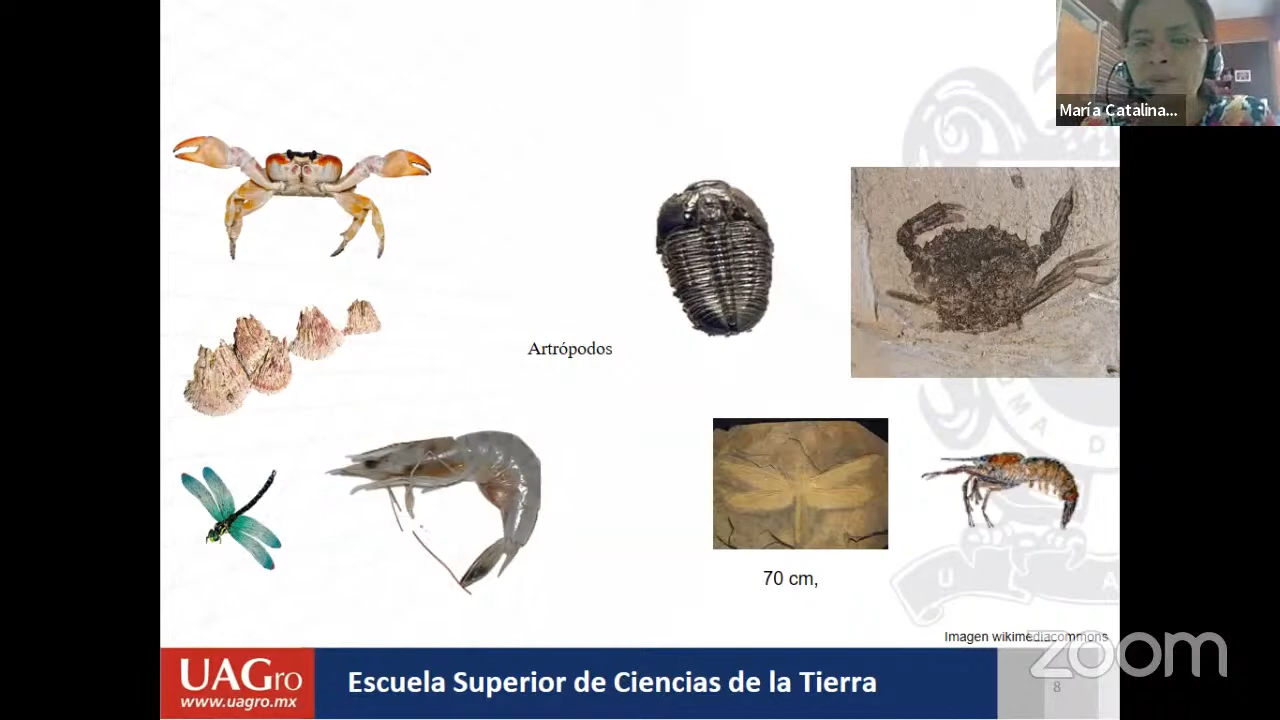 María Catalina...
Artrópodos
70 cm,
Imagen wikimediacommons
zoom
UAGro
www.uagro.mx
Escuela Superior de Ciencias de la Tierra
8